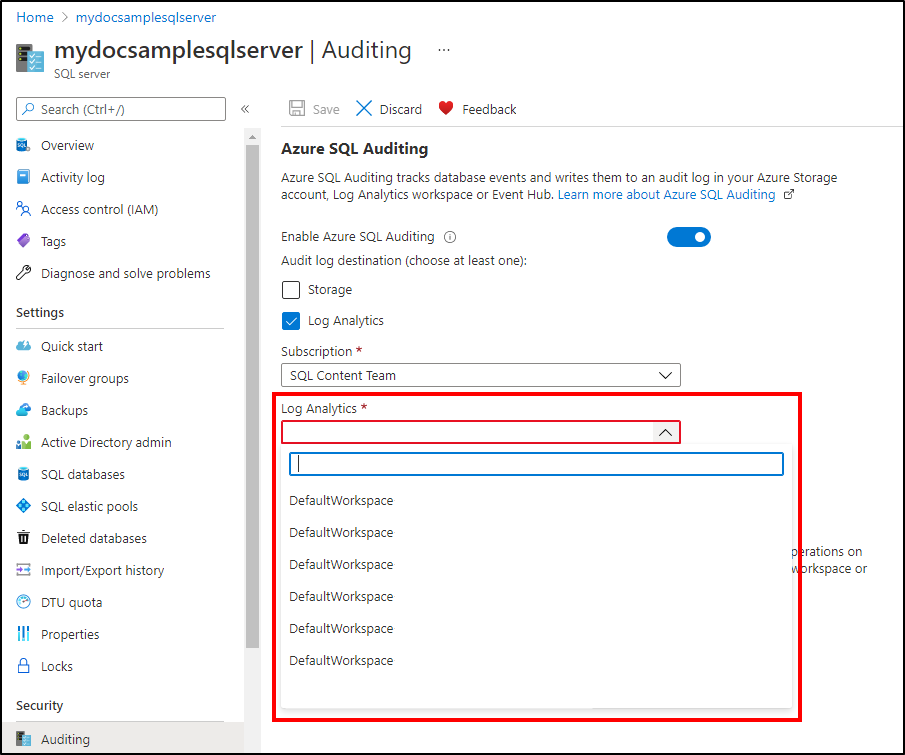 Home > mydocsamplesqlserver
mydocsamplesqlserver | Auditing ...
SQL server
Search (Ctrl+/)
«
Overview
Activity log
Access control (IAM)
Tags
Diagnose and solve problems
Settings
Quick start
Failover groups
Backups
Active Directory admin
SQL databases
SQL elastic pools
Deleted databases
Import/Export history
DTU quota
Properties
Locks
Security
Auditing
Save
Discard
Feedback
Azure SQL Auditing
Azure SQL Auditing tracks database events and writes them to an audit log in your Azure Storage
account, Log Analytics workspace or Event Hub. Learn more about Azure SQL Auditing
Enable Azure SQL Auditing
Audit log destination (choose at least one):
Storage
Log Analytics
Subscription *
SQL Content Team
Log Analytics *
DefaultWorkspace
DefaultWorkspace
DefaultWorkspace
DefaultWorkspace
DefaultWorkspace
DefaultWorkspace
perations on
workspace or